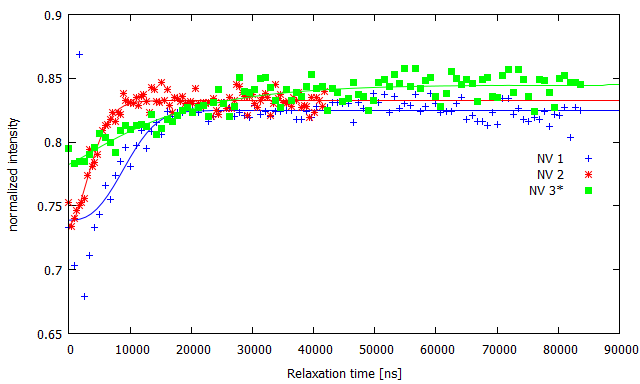 0.9
0.85
0.8
0.75
0.7
0.65
normalized intensity
NV 1
NV 2
NV 3*
0 10000 20000 30000 40000 50000 60000 70000 80000 90000
Relaxation time [ns]